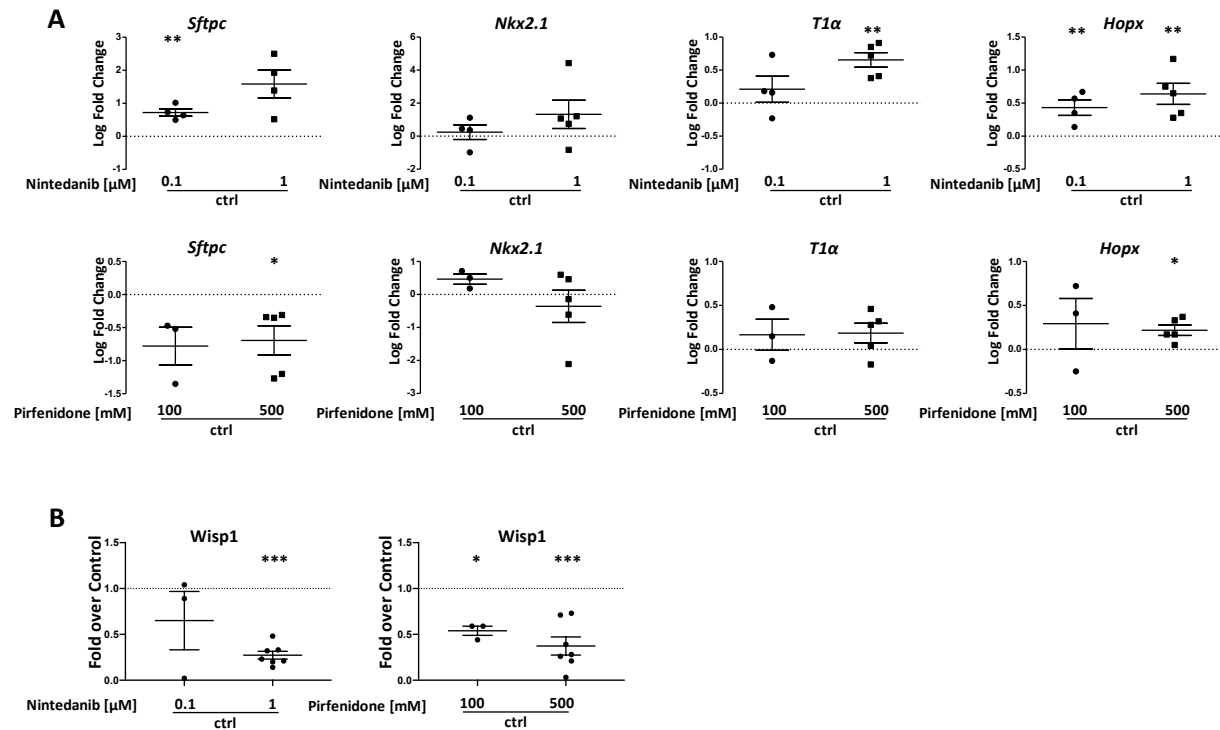 A
Sftpc Nkx2.1 T1α Hopx
** ** ** **
Log Fold Change Log Fold Change Log Fold Change Log Fold Change
3 6 1.0 1.5
2 4 0.5 1.0
1 2 0.0 0.5
0 0 -0.5 0.0
-1 -2 -1.0 -0.5
Nintedanib [µM] 0.1 1 Nintedanib [µM] 0.1 1 Nintedanib [µM] 0.1 1 Nintedanib [µM] 0.1 1
ctrl ctrl ctrl ctrl
Sftpc Nkx2.1 T1α Hopx
* *
Log Fold Change Log Fold Change Log Fold Change Log Fold Change
0.5 1 1.0 1.0
0.0 0 0.5 0.5
-0.5 -1 0.0 0.0
-1.0 -2 -0.5 -0.5
-1.5 -3
Pirfenidone [mM] 100 500 Pirfenidone [mM] 100 500 Pirfenidone [mM] 100 500 Pirfenidone [mM] 100 500
ctrl ctrl ctrl ctrl
B
Wisp1 Wisp1
*** * ***
Fold over Control Fold over Control
1.5 1.5
1.0 1.0
0.5 0.5
0.0 0.0
Nintedanib [µM] 0.1 1 Pirfenidone [mM] 100 500
ctrl ctrl